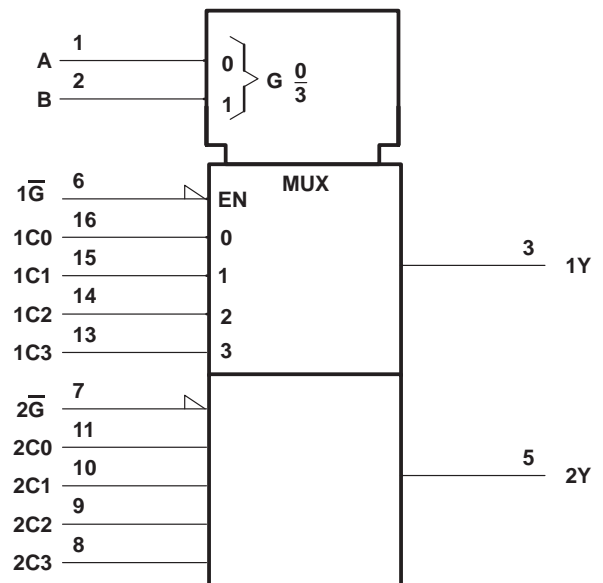 A 1 0 G 0/3
B 2 1
MUX
1G̅ 6 EN
1C0 16 0
1C1 15 1
1C2 14 2
1C3 13 3
3 1Y
2G̅ 7
2C0 11
2C1 10
2C2 9
2C3 8
5 2Y